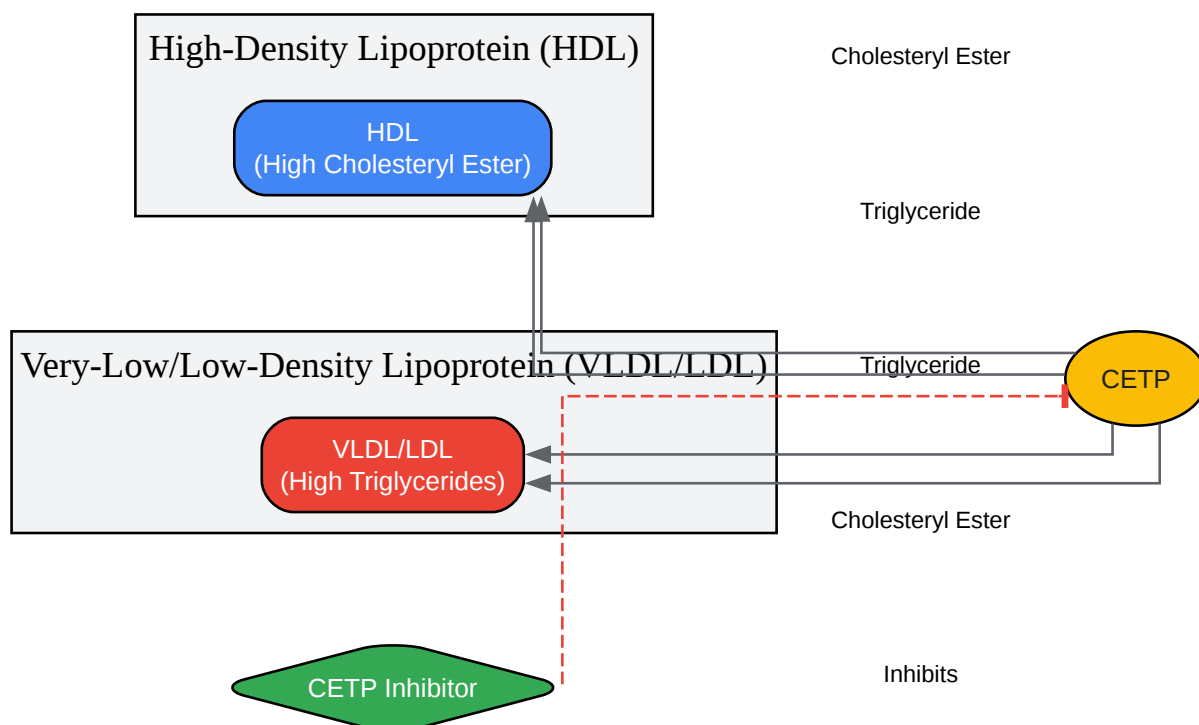 High-Density Lipoprotein (HDL)
Cholesteryl Ester
HDL
(High Cholesteryl Ester)
Triglyceride
Very-Low/Low-Density Lipoprotein (VLDL/LDL)
Triglyceride
CETP
VLDL/LDL
(High Triglycerides)
Cholesteryl Ester
CETP Inhibitor
Inhibits